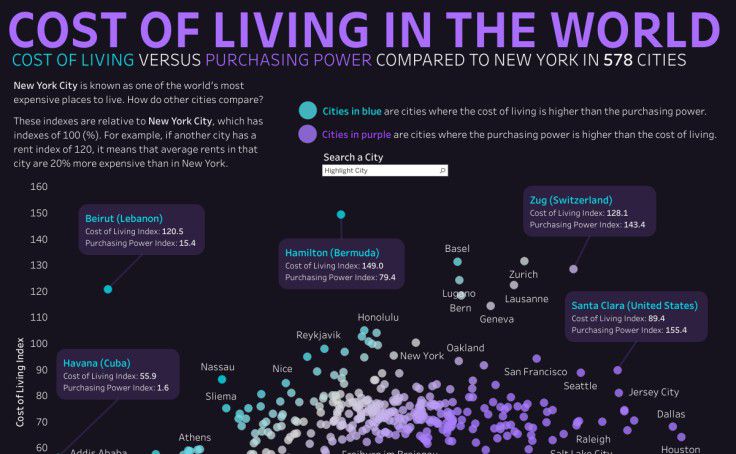 COST OF LIVING IN THE WORLD
COST OF LIVING VERSUS PURCHASING POWER COMPARED TO NEW YORK IN 578 CITIES
New York City is known as one of the world's most
expensive places to live. How do other cities compare?
These indexes are relative to New York City, which has
indexes of 100 (%). For example, if another city has a
rent index of 120, it means that average rents in that
city are 20% more expensive than in New York.
Cities in blue are cities where the cost of living is higher than the purchasing power.
Cities in purple are cities where the purchasing power is higher than the cost of living.
Search a City
Highlight City
160
150
140
130
120
110
100
90
80
70
60
Cost of Living Index
Beirut (Lebanon)
Cost of Living Index: 120.5
Purchasing Power Index: 15.4
Hamilton (Bermuda)
Cost of Living Index: 149.0
Purchasing Power Index: 79.4
Zug (Switzerland)
Cost of Living Index: 128.1
Purchasing Power Index: 143.4
Basel
Zurich
Lugano
Lausanne
Bern
Geneva
Santa Clara (United States)
Cost of Living Index: 89.4
Purchasing Power Index: 155.4
Honolulu
Reykjavik
Oakland
New York
Havana (Cuba)
Cost of Living Index: 55.9
Purchasing Power Index: 1.6
Nassau
Nice
San Francisco
Seattle
Sliema
Jersey City
Dallas
Athens
Raleigh
Addis Ababa
Freiburg im Breisgau
Salt Lake City
Houston